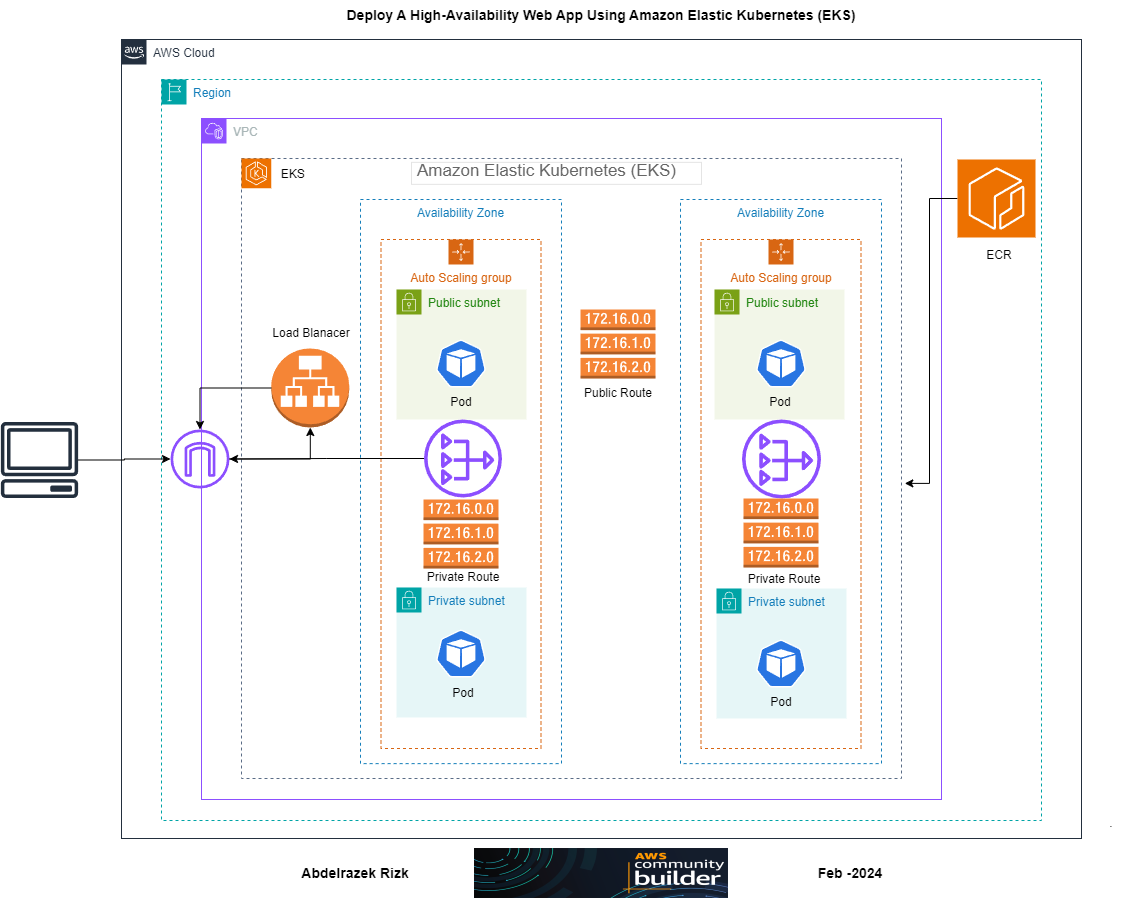 Deploy A High-Availability Web App Using Amazon Elastic Kubernetes (EKS)
aws
AWS Cloud
Region
VPC
EKS
Amazon Elastic Kubernetes (EKS)
Availability Zone
Availability Zone
ECR
Auto Scaling group
Auto Scaling group
Public subnet
Public subnet
172.16.0.0
172.16.1.0
172.16.2.0
Public Route
Load Blanacer
Pod
Pod
172.16.0.0
172.16.1.0
172.16.2.0
Private Route
172.16.0.0
172.16.1.0
172.16.2.0
Private Route
Private subnet
Private subnet
Pod
Pod
Abdelrazek Rizk
AWS
community
builder
Feb -2024